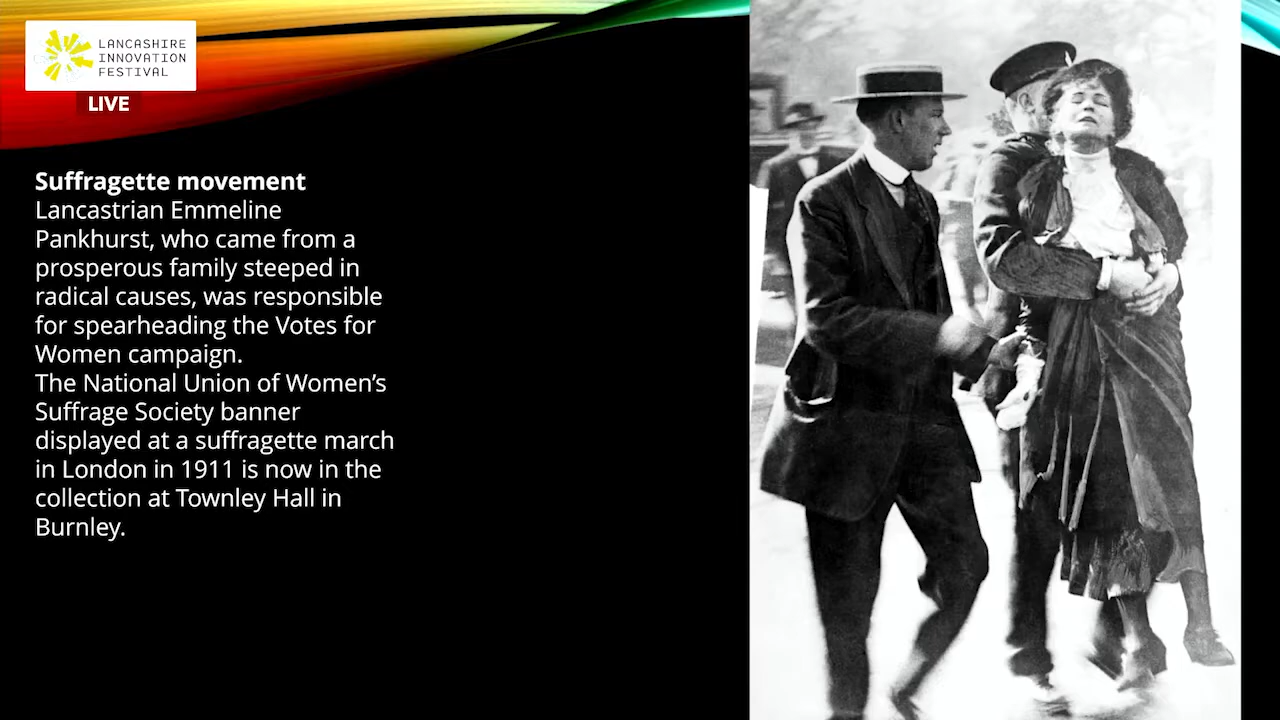 LANCASHIRE
INNOVATION
FESTIVAL
LIVE
Suffragette movement
Lancastrian Emmeline
Pankhurst, who came from a
prosperous family steeped in
radical causes, was responsible
for spearheading the Votes for
Women campaign.
The National Union of Women’s
Suffrage Society banner
displayed at a suffragette march
in London in 1911 is now in the
collection at Townley Hall in
Burnley.